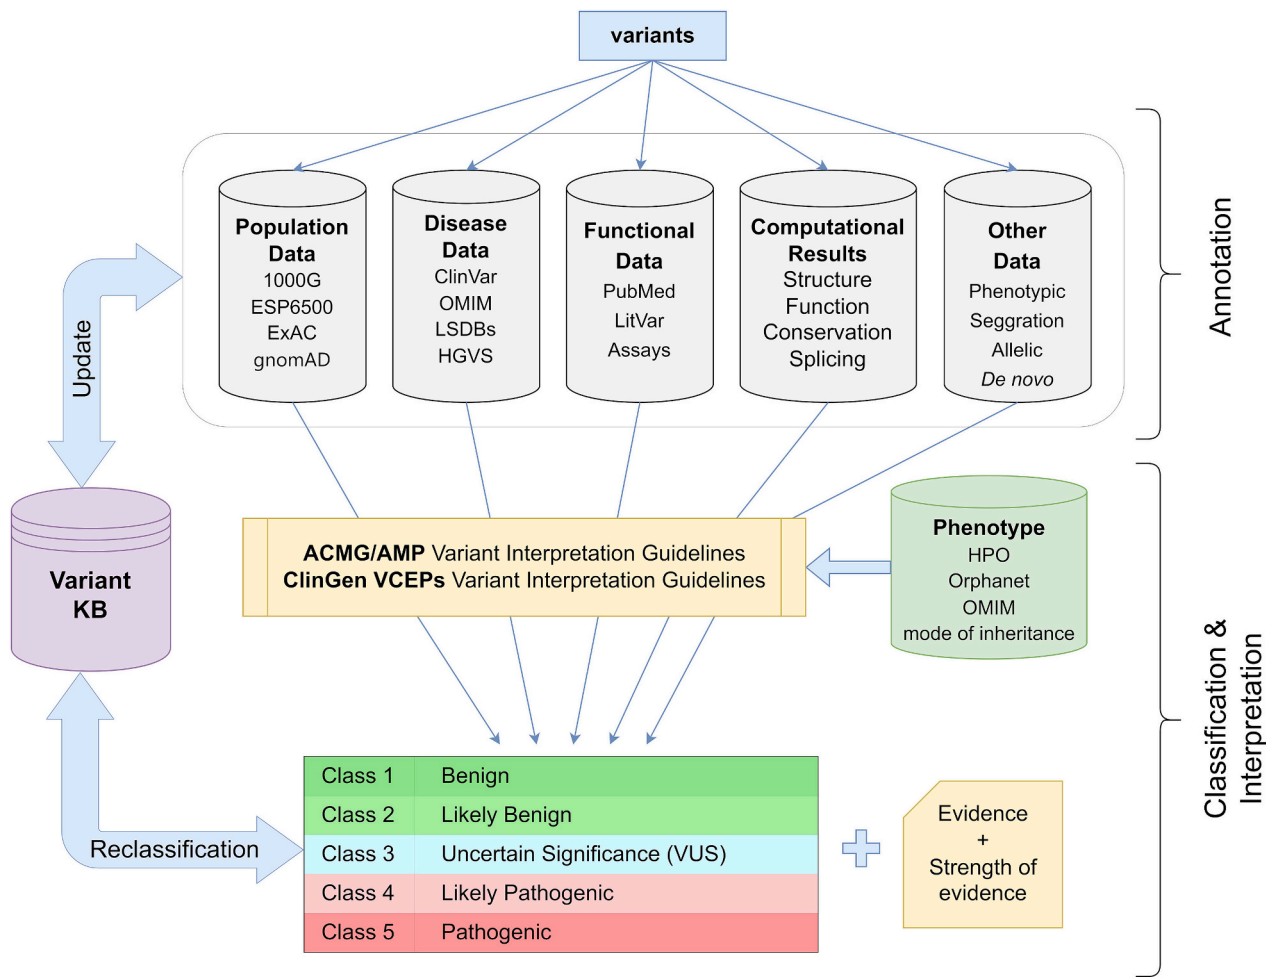 variants
Population
Data
1000G
ESP6500
ExAC
gnomAD
Disease
Data
ClinVar
OMIM
LSDBs
HGVS
Functional
Data
PubMed
LitVar
Assays
Computational
Results
Structure
Function
Conservation
Splicing
Other
Data
Phenotypic
Seggration
Allelic
De novo
Annotation
Update
Variant
KB
ACMG/AMP Variant Interpretation Guidelines
ClinGen VCEPs Variant Interpretation Guidelines
Phenotype
HPO
Orphanet
OMIM
mode of inheritance
Classification &
Interpretation
Reclassification
Class 1 Benign
Class 2 Likely Benign
Class 3 Uncertain Significance (VUS)
Class 4 Likely Pathogenic
Class 5 Pathogenic
Evidence
+
Strength of
evidence